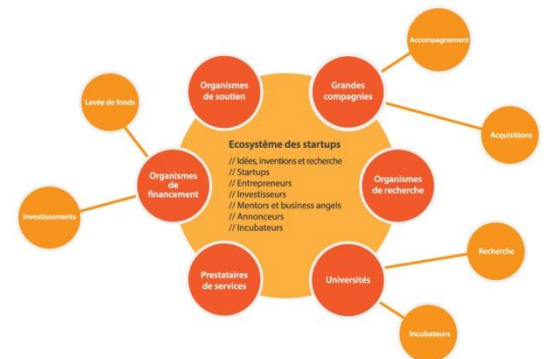 Accompagnement
Organismes
de soutien
Grandes
compagnies
Levée de fonds
Acquisitions
Ecosystème des startups
// Idées, inventions et recherche
// Startups
// Entrepreneurs
// Investisseurs
// Mentors et business angels
// Annonceurs
// Incubateurs
Organismes
de
financement
Organismes
de recherche
Investissements
Recherche
Prestataires
de services
Universités
Incubateurs